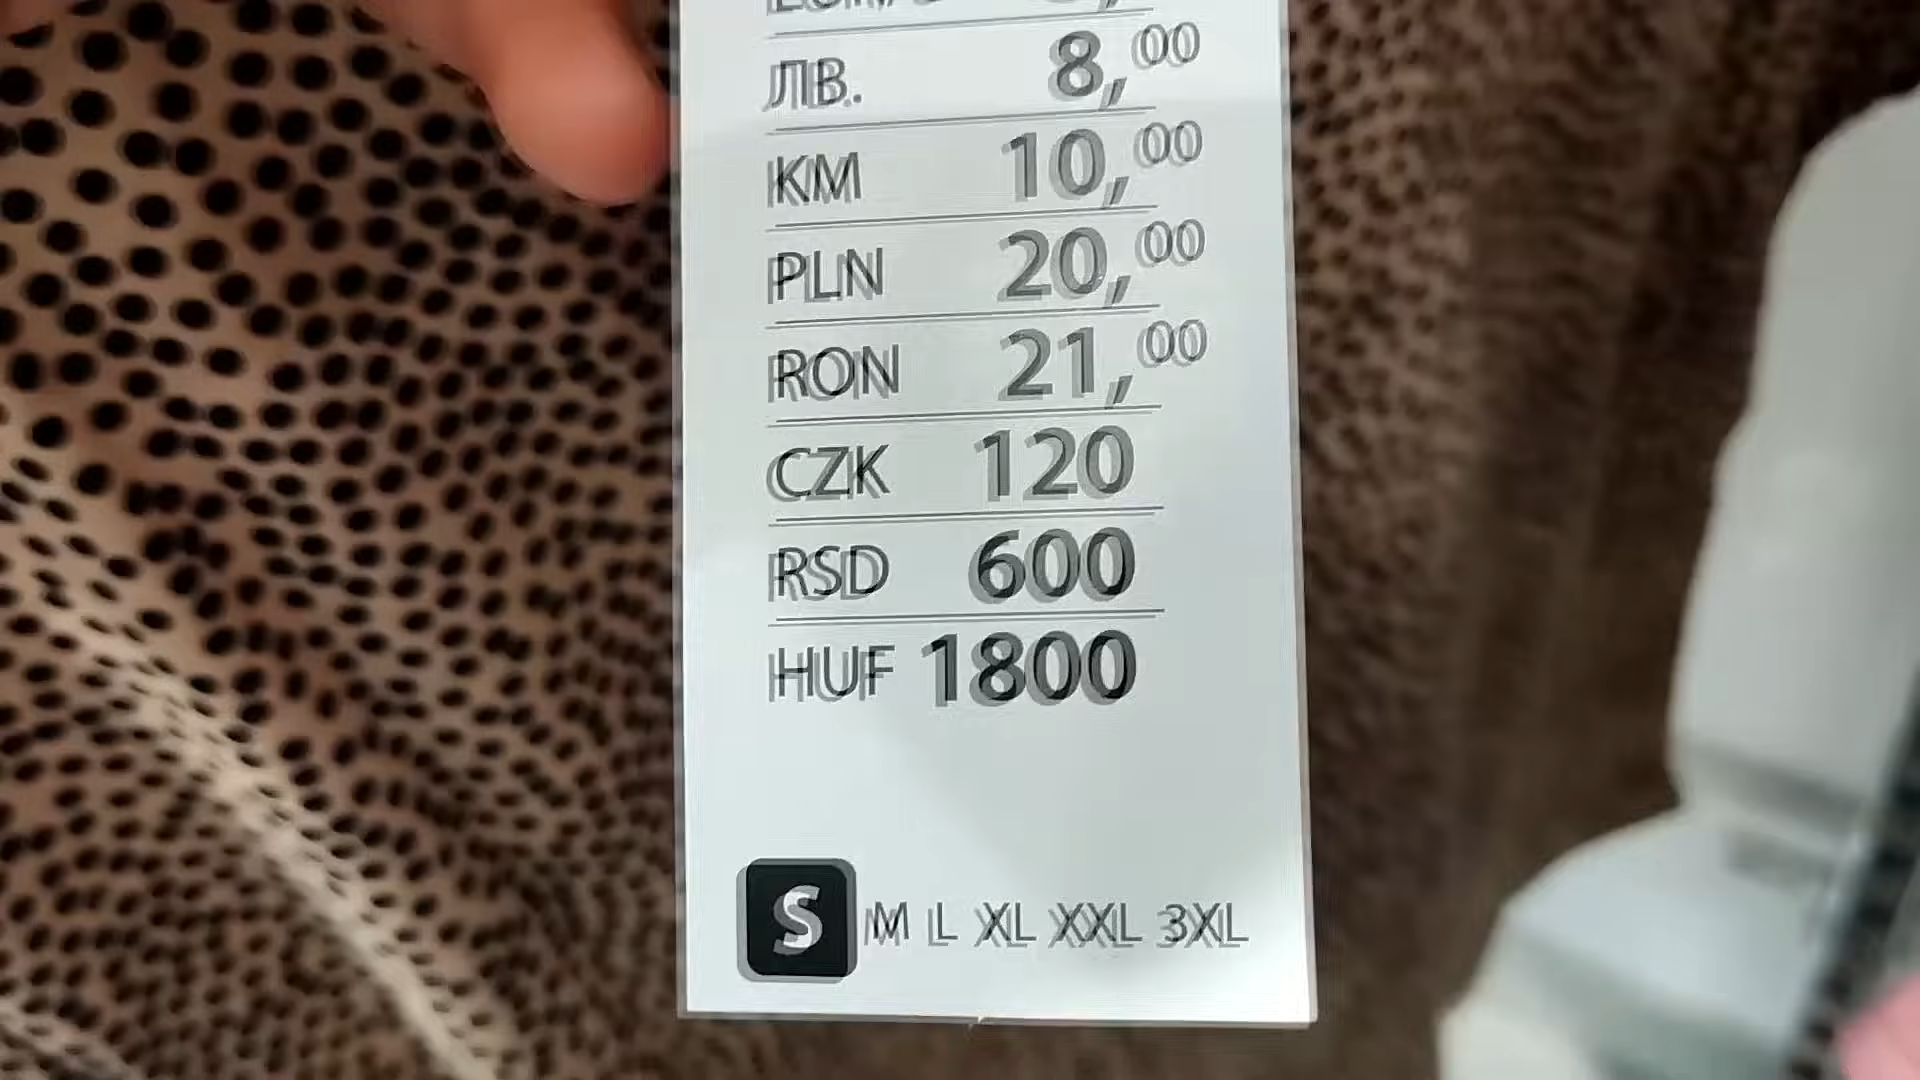 ЛВ. 8,00
KM 10,00
PLN 20,00
RON 21,00
CZK 120
RSD 600
HUF 1800
S M L XL XXL 3XL